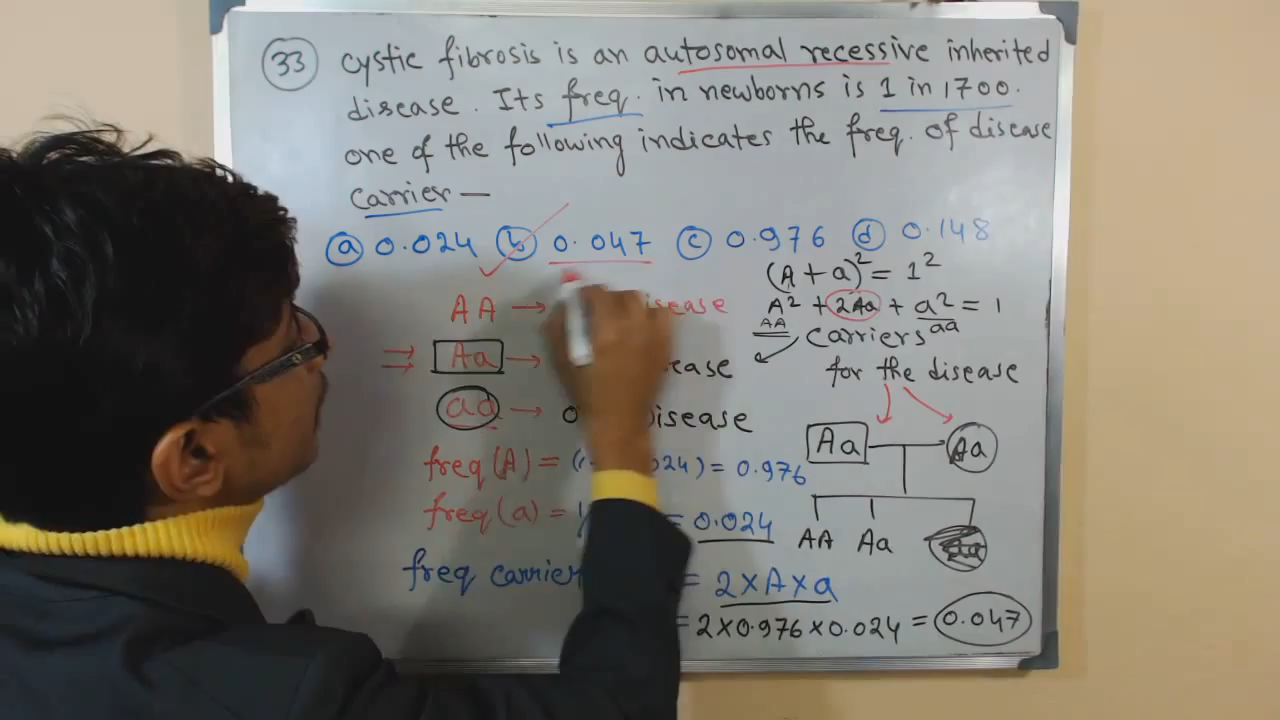 33 Cystic fibrosis is an autosomal recessive inherited
disease. Its freq. in newborns is 1 in 1700.
one of the following indicates the freq. of disease
carrier —
(a) 0.024 (b) 0.047 (c) 0.976 (d) 0.148
(A + a)² = 1²
A² + 2Aa + a² = 1
AA aa
carriers
for the disease
AA →
Aa →
aa → disease
Aa Aa
AA Aa
freq(A) = = 0.976
freq(a) = = 0.024
freq carrier = 2 × A × a
= 2 × 0.976 × 0.024 = 0.047